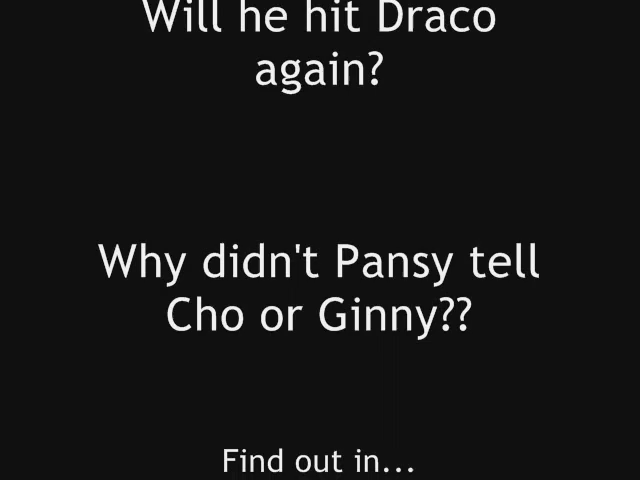 Will he hit Draco
again?
Why didn't Pansy tell
Cho or Ginny??
Find out in...